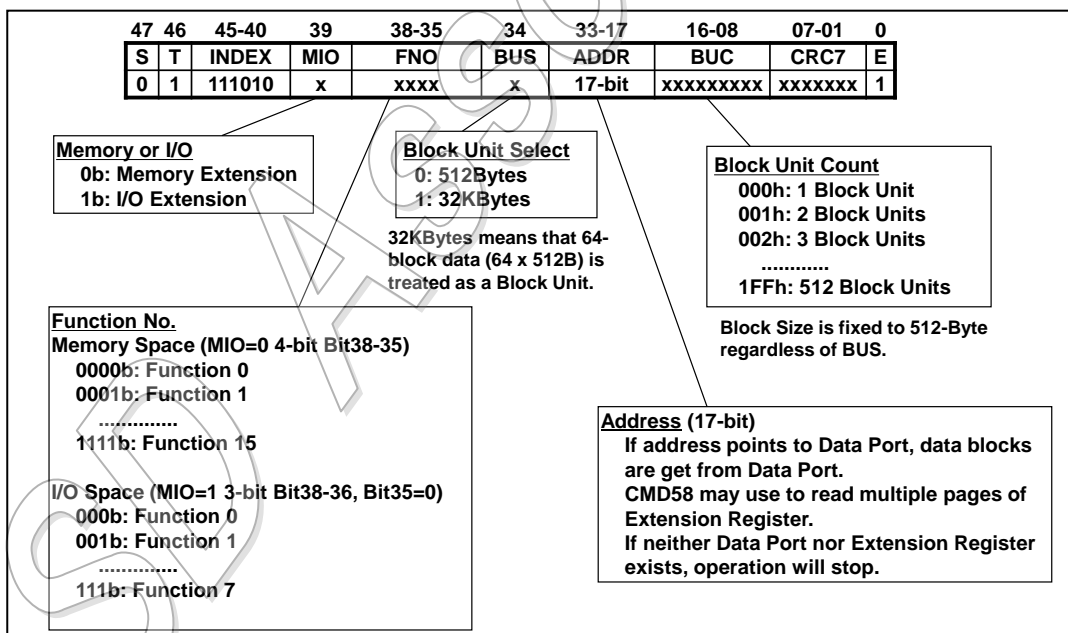 47 46 45-40 39 38-35 34 33-17 16-08 07-01 0
S T INDEX MIO FNO BUS ADDR BUC CRC7 E
0 1 111010 x xxxx x 17-bit xxxxxxxxx xxxxxxx 1
Memory or I/O
0b: Memory Extension
1b: I/O Extension
Block Unit Select
0: 512Bytes
1: 32KBytes
32KBytes means that 64-
block data (64 x 512B) is
treated as a Block Unit.
Block Unit Count
000h: 1 Block Unit
001h: 2 Block Units
002h: 3 Block Units
............
1FFh: 512 Block Units
Block Size is fixed to 512-Byte
regardless of BUS.
Function No.
Memory Space (MIO=0 4-bit Bit38-35)
0000b: Function 0
0001b: Function 1
..............
1111b: Function 15
I/O Space (MIO=1 3-bit Bit38-36, Bit35=0)
000b: Function 0
001b: Function 1
..............
111b: Function 7
Address (17-bit)
If address points to Data Port, data blocks
are get from Data Port.
CMD58 may use to read multiple pages of
Extension Register.
If neither Data Port nor Extension Register
exists, operation will stop.
SD Asso